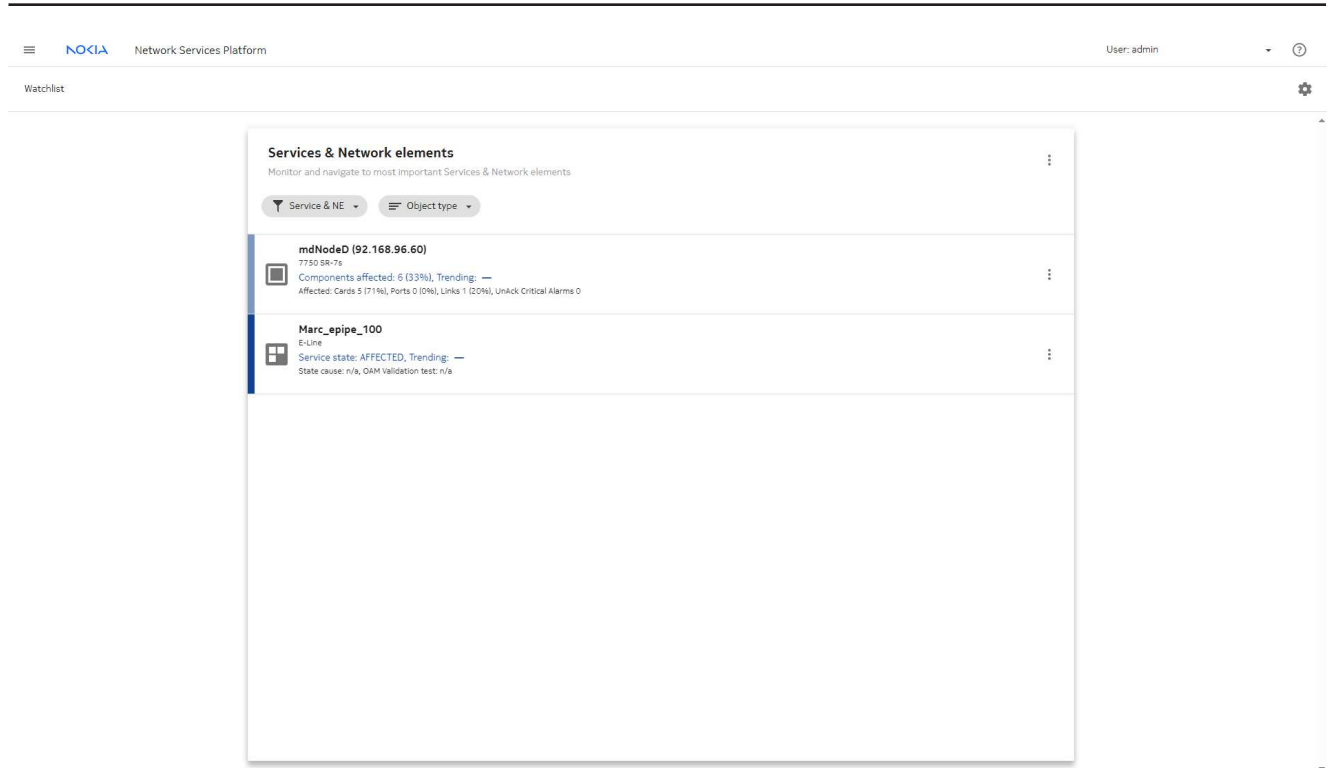 NOKIA Network Services Platform User: admin
Watchlist
Services & Network elements
Monitor and navigate to most important Services & Network elements
Service & NE Object type
mdNodeD (92.168.96.60)
7750 SR-7s
Components affected: 6 (33%), Trending: —
Affected: Cards 5 (71%), Ports 0 (0%), Links 1 (20%), UnAck Critical Alarms 0
Marc_epipe_100
E-Line
Service state: AFFECTED, Trending: —
State cause: n/a, OAM Validation test: n/a